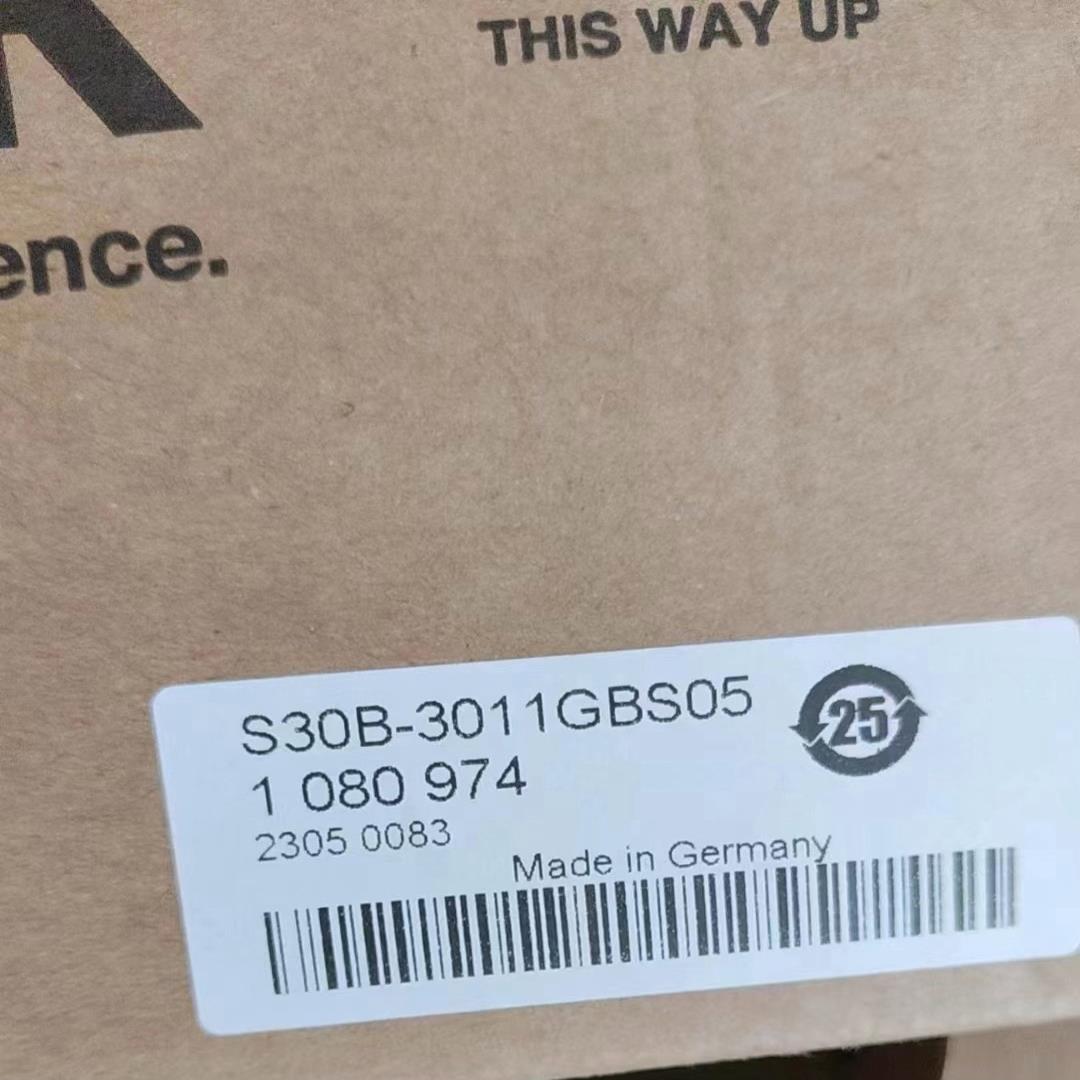 THIS WAY UP
ence.
S30B-3011GBS05
25
1 080 974
2305 0083
Made in Germany